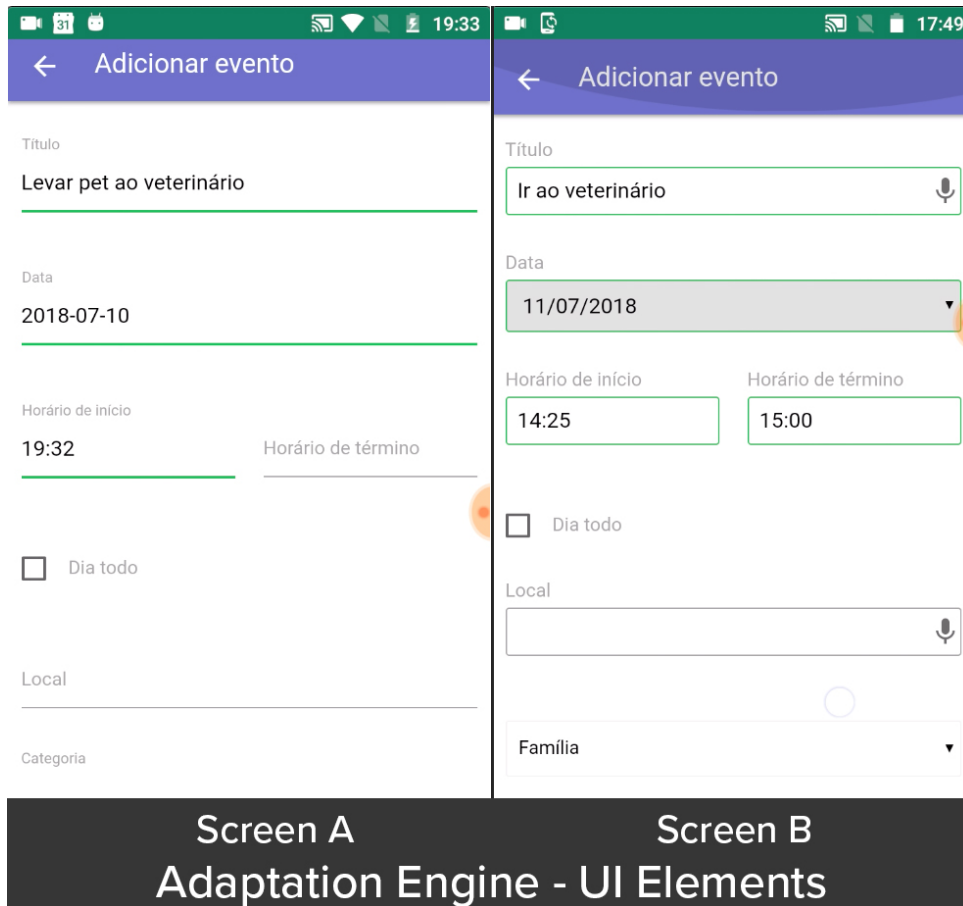 31
19:33
Adicionar evento
Título
Levar pet ao veterinário
Data
2018-07-10
Horário de início
19:32
Horário de término
Dia todo
Local
Categoria
17:49
Adicionar evento
Título
Ir ao veterinário
Data
11/07/2018
Horário de início Horário de término
14:25 15:00
Dia todo
Local
Família
Screen A Screen B
Adaptation Engine - UI Elements